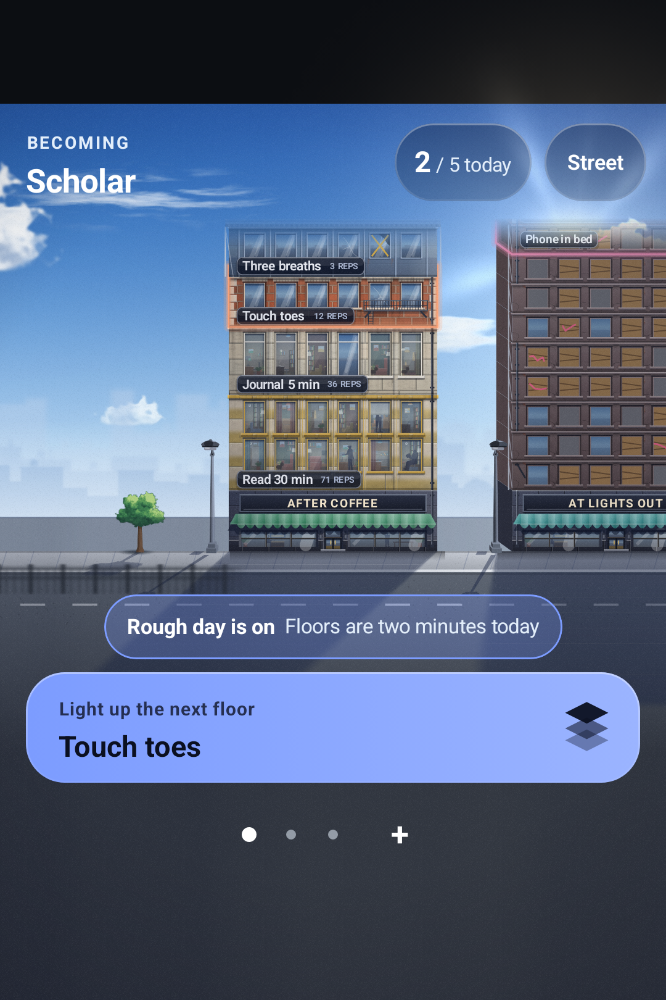 BECOMING
Scholar
2 / 5 today
Street
Phone in bed
Three breaths 3 REPS
Touch toes 12 REPS
Journal 5 min 36 REPS
Read 30 min 71 REPS
AFTER COFFEE
AT LIGHTS OUT
Rough day is on Floors are two minutes today
Light up the next floor
Touch toes